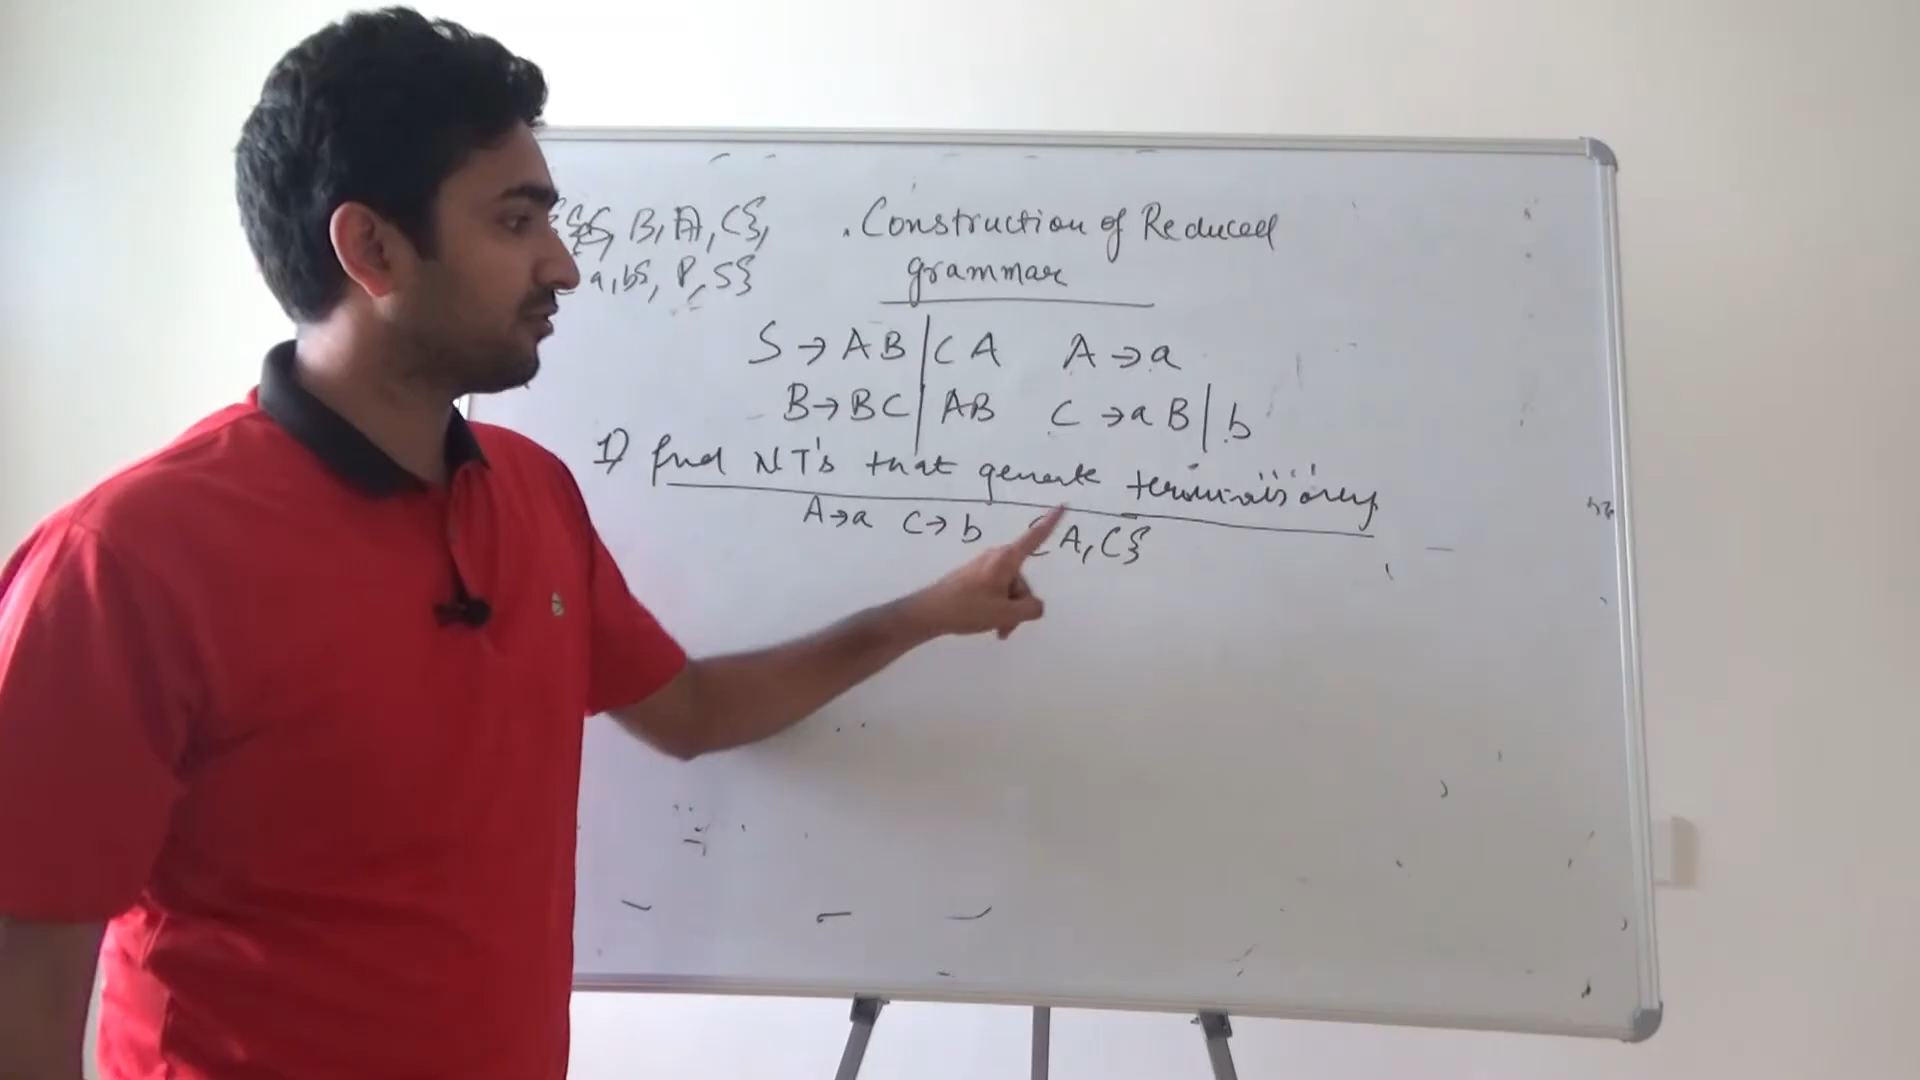 B, A, C},
a, b}, P, S}
. Construction of Reduced
grammar
S → AB | CA   A → a
B → BC | AB   C → aB | b
1) find NT's that generate terminals only
A → a   C → b   { A, C}